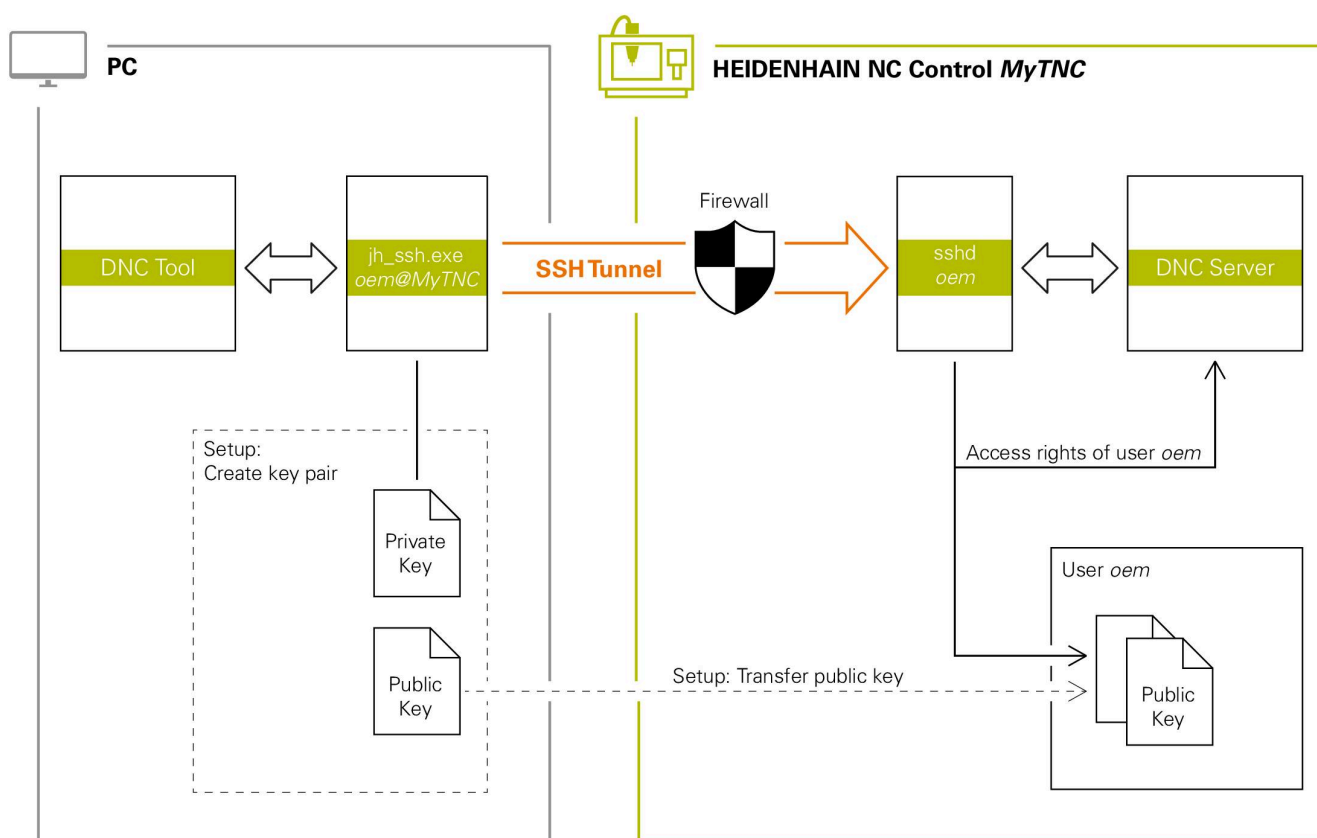 PC
HEIDENHAIN NC Control MyTNC
Firewall
DNC Tool
jh_ssh.exe
oem@MyTNC
SSH Tunnel
sshd
oem
DNC Server
Setup:
Create key pair
Access rights of user oem
Private
Key
User oem
Public
Key
Setup: Transfer public key
Public
Key